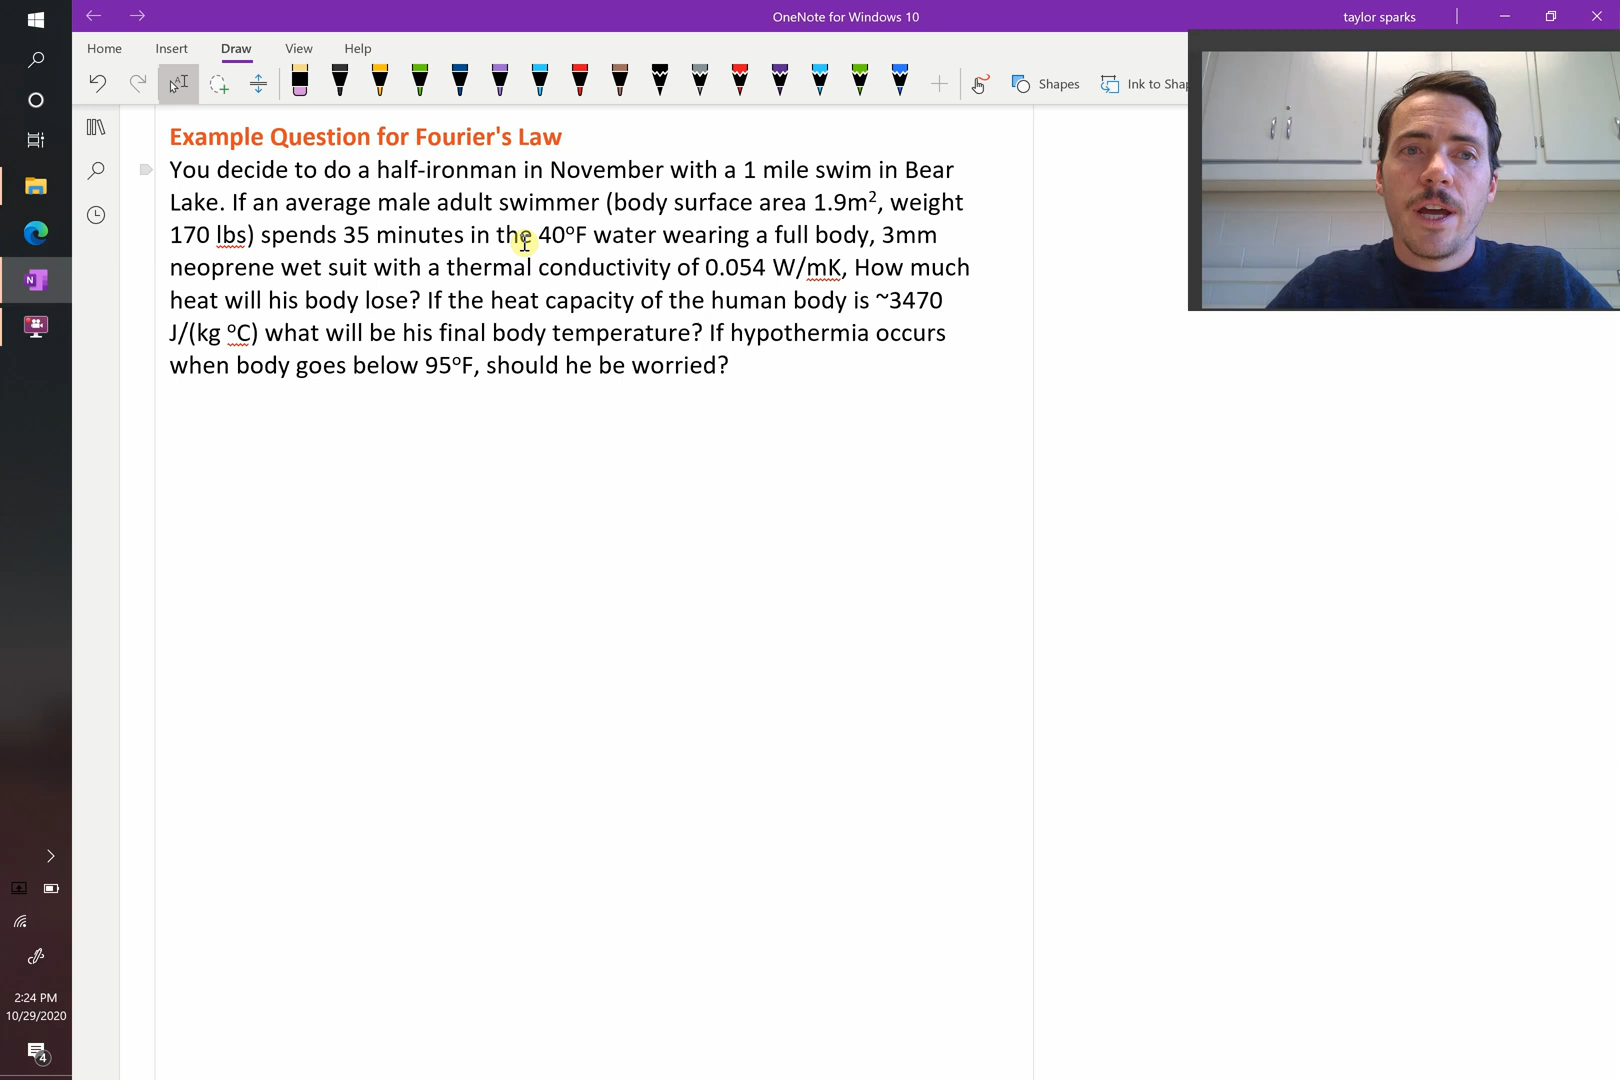 OneNote for Windows 10
taylor sparks
Home Insert Draw View Help
Shapes
Ink to Shap
Example Question for Fourier's Law
You decide to do a half-ironman in November with a 1 mile swim in Bear
Lake. If an average male adult swimmer (body surface area 1.9m², weight
170 lbs) spends 35 minutes in the 40°F water wearing a full body, 3mm
neoprene wet suit with a thermal conductivity of 0.054 W/mK, How much
heat will his body lose? If the heat capacity of the human body is ~3470
J/(kg °C) what will be his final body temperature? If hypothermia occurs
when body goes below 95°F, should he be worried?
2:24 PM
10/29/2020
4